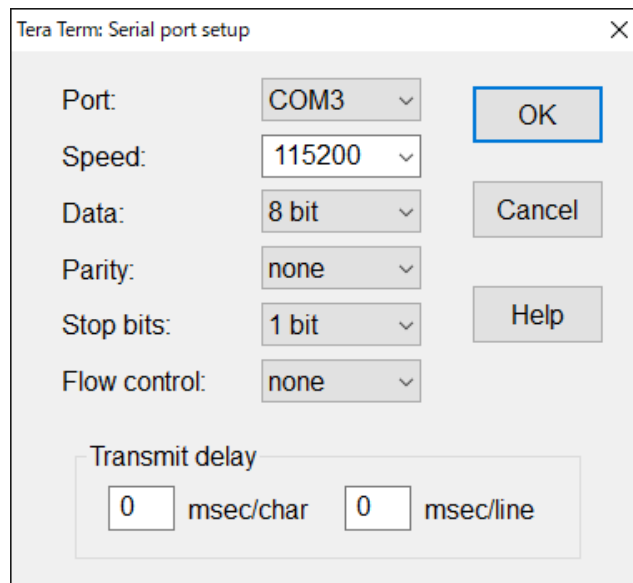 Tera Term: Serial port setup
Port: COM3
OK
Speed: 115200
Data: 8 bit
Cancel
Parity: none
Stop bits: 1 bit
Help
Flow control: none
Transmit delay
0 msec/char 0 msec/line